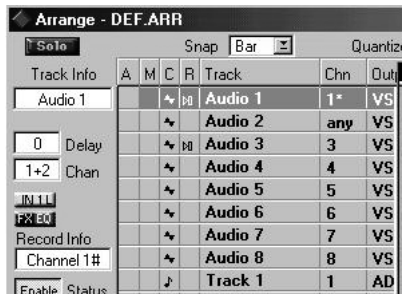 Arrange - DEF.ARR
Solo Snap Bar Quantize
Track Info A M C R Track Chn Outp
Audio 1 Audio 1 1* VS
Audio 2 any VS
0 Delay Audio 3 3 VS
1+2 Chan Audio 4 4 VS
Audio 5 5 VS
IN 1L Audio 6 6 VS
FX EQ
Record Info Audio 7 7 VS
Channel 1# Audio 8 8 VS
Enable Status Track 1 1 AD